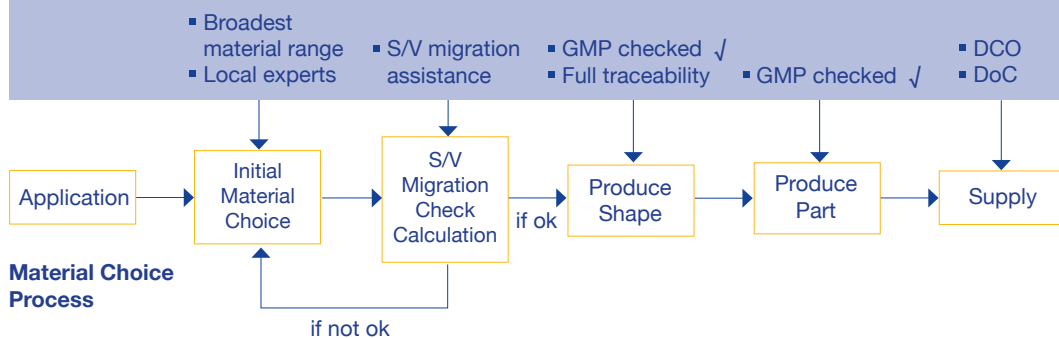 ▪ Broadest
material range
▪ Local experts
▪ S/V migration
assistance
▪ GMP checked √
▪ Full traceability
▪ GMP checked √
▪ DCO
▪ DoC
Application
Initial
Material
Choice
S/V
Migration
Check
Calculation
if ok
Produce
Shape
Produce
Part
Supply
if not ok
Material Choice
Process